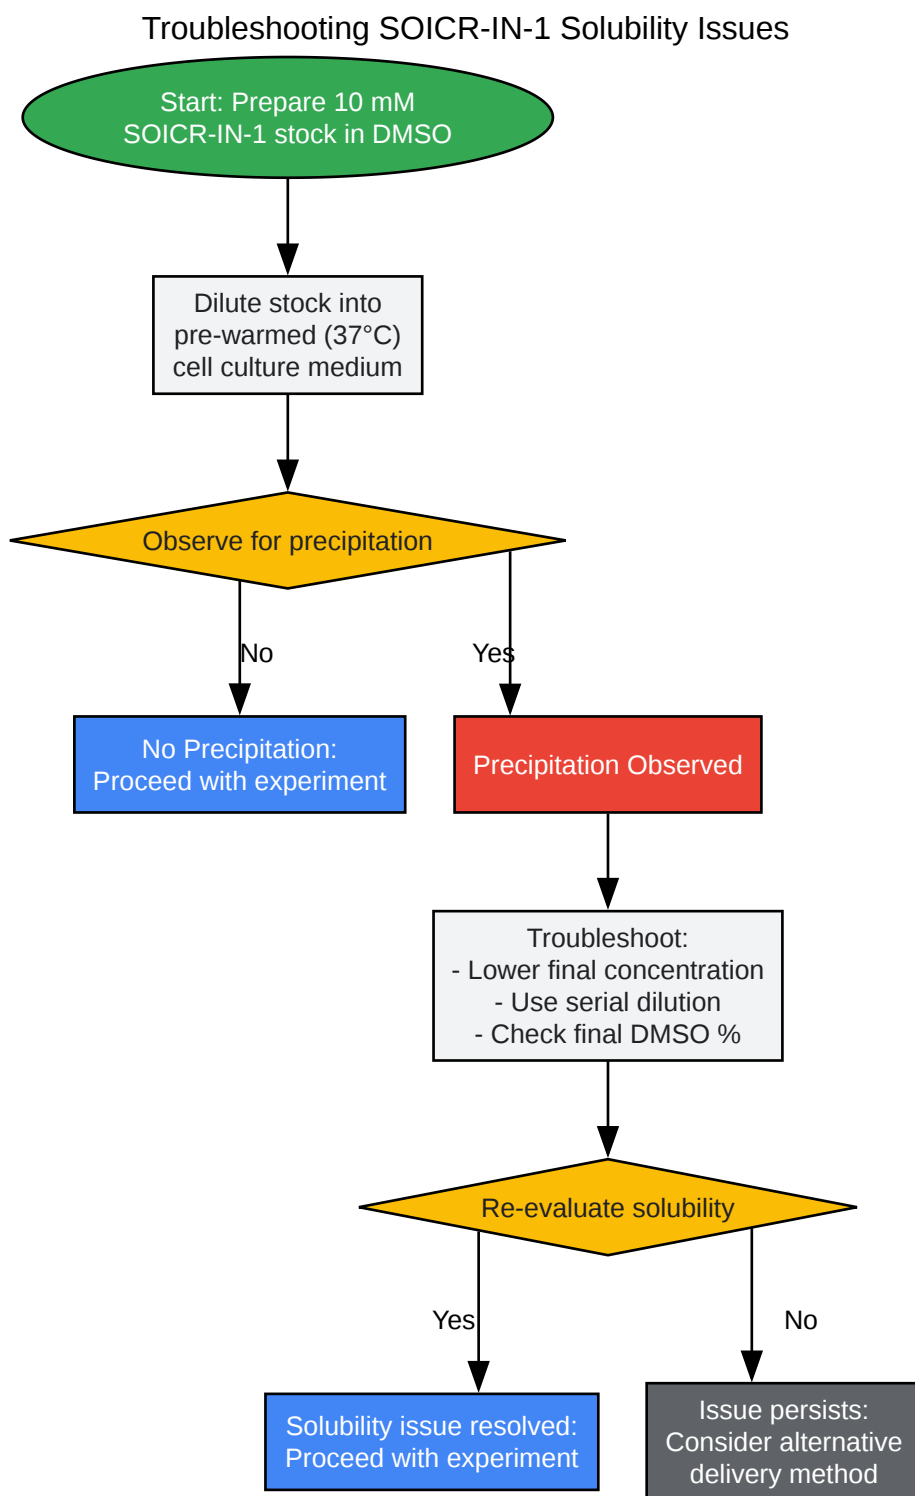 Troubleshooting SOICR-IN-1 Solubility Issues
Start: Prepare 10 mM
SOICR-IN-1 stock in DMSO
Dilute stock into
pre-warmed (37°C)
cell culture medium
Observe for precipitation
No
Yes
No Precipitation:
Proceed with experiment
Precipitation Observed
Troubleshoot:
- Lower final concentration
- Use serial dilution
- Check final DMSO %
Re-evaluate solubility
Yes
No
Solubility issue resolved:
Proceed with experiment
Issue persists:
Consider alternative
delivery method